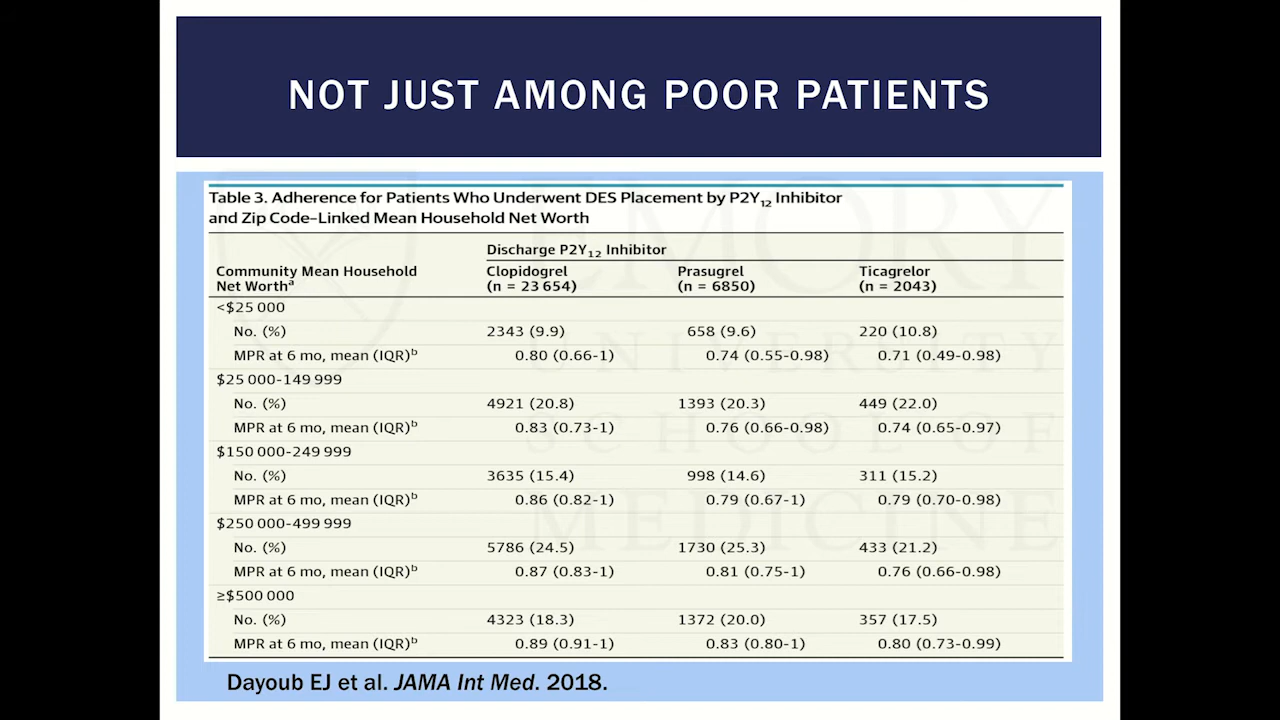 NOT JUST AMONG POOR PATIENTS
Table 3. Adherence for Patients Who Underwent DES Placement by P2Y12 Inhibitor
and Zip Code–Linked Mean Household Net Worth
Discharge P2Y12 Inhibitor
Community Mean Household Net Worthᵃ Clopidogrel (n = 23 654) Prasugrel (n = 6850) Ticagrelor (n = 2043)
<$25 000
No. (%) 2343 (9.9) 658 (9.6) 220 (10.8)
MPR at 6 mo, mean (IQR)ᵇ 0.80 (0.66-1) 0.74 (0.55-0.98) 0.71 (0.49-0.98)
$25 000-149 999
No. (%) 4921 (20.8) 1393 (20.3) 449 (22.0)
MPR at 6 mo, mean (IQR)ᵇ 0.83 (0.73-1) 0.76 (0.66-0.98) 0.74 (0.65-0.97)
$150 000-249 999
No. (%) 3635 (15.4) 998 (14.6) 311 (15.2)
MPR at 6 mo, mean (IQR)ᵇ 0.86 (0.82-1) 0.79 (0.67-1) 0.79 (0.70-0.98)
$250 000-499 999
No. (%) 5786 (24.5) 1730 (25.3) 433 (21.2)
MPR at 6 mo, mean (IQR)ᵇ 0.87 (0.83-1) 0.81 (0.75-1) 0.76 (0.66-0.98)
≥$500 000
No. (%) 4323 (18.3) 1372 (20.0) 357 (17.5)
MPR at 6 mo, mean (IQR)ᵇ 0.89 (0.91-1) 0.83 (0.80-1) 0.80 (0.73-0.99)
Dayoub EJ et al. JAMA Int Med. 2018.
EMORY
UNIVERSITY
SCHOOL OF
MEDICINE